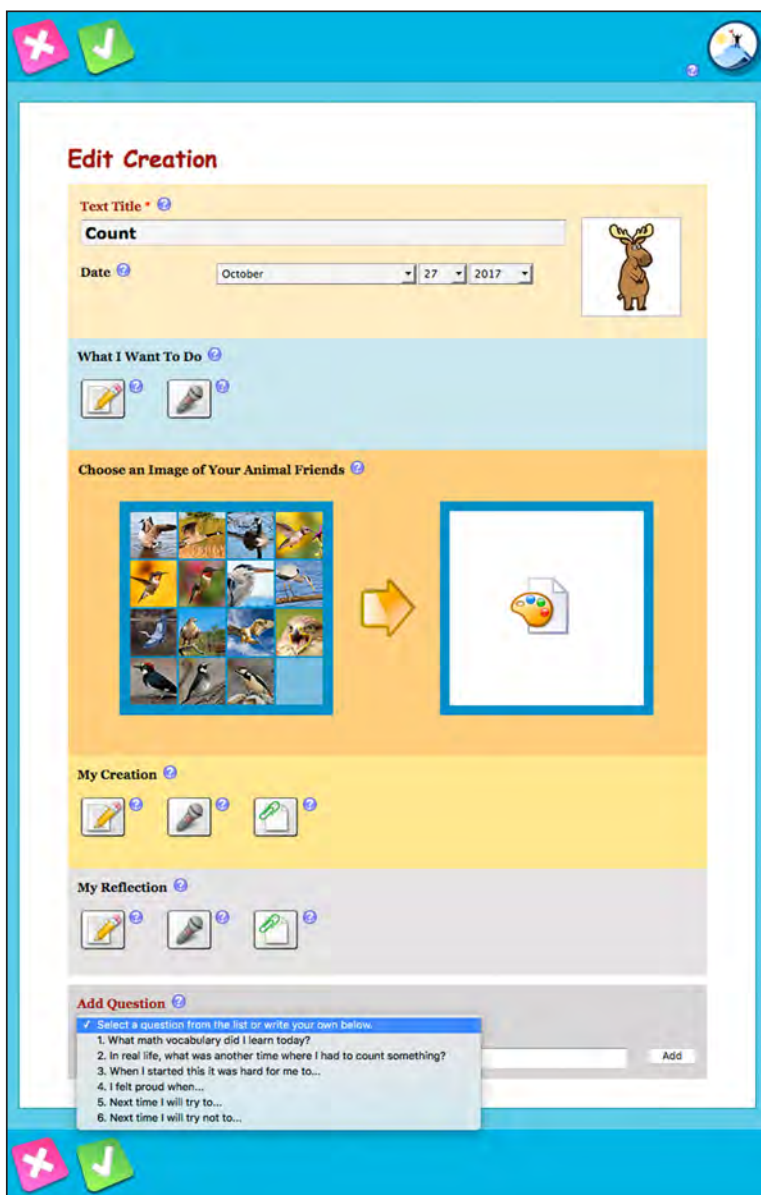 Edit Creation
Text Title *
Count
Date October 27 2017
What I Want To Do
Choose an Image of Your Animal Friends
My Creation
My Reflection
Add Question
✓ Select a question from the list or write your own below.
1. What math vocabulary did I learn today?
2. In real life, what was another time where I had to count something?
Add
3. When I started this it was hard for me to...
4. I felt proud when...
5. Next time I will try to...
6. Next time I will try not to...